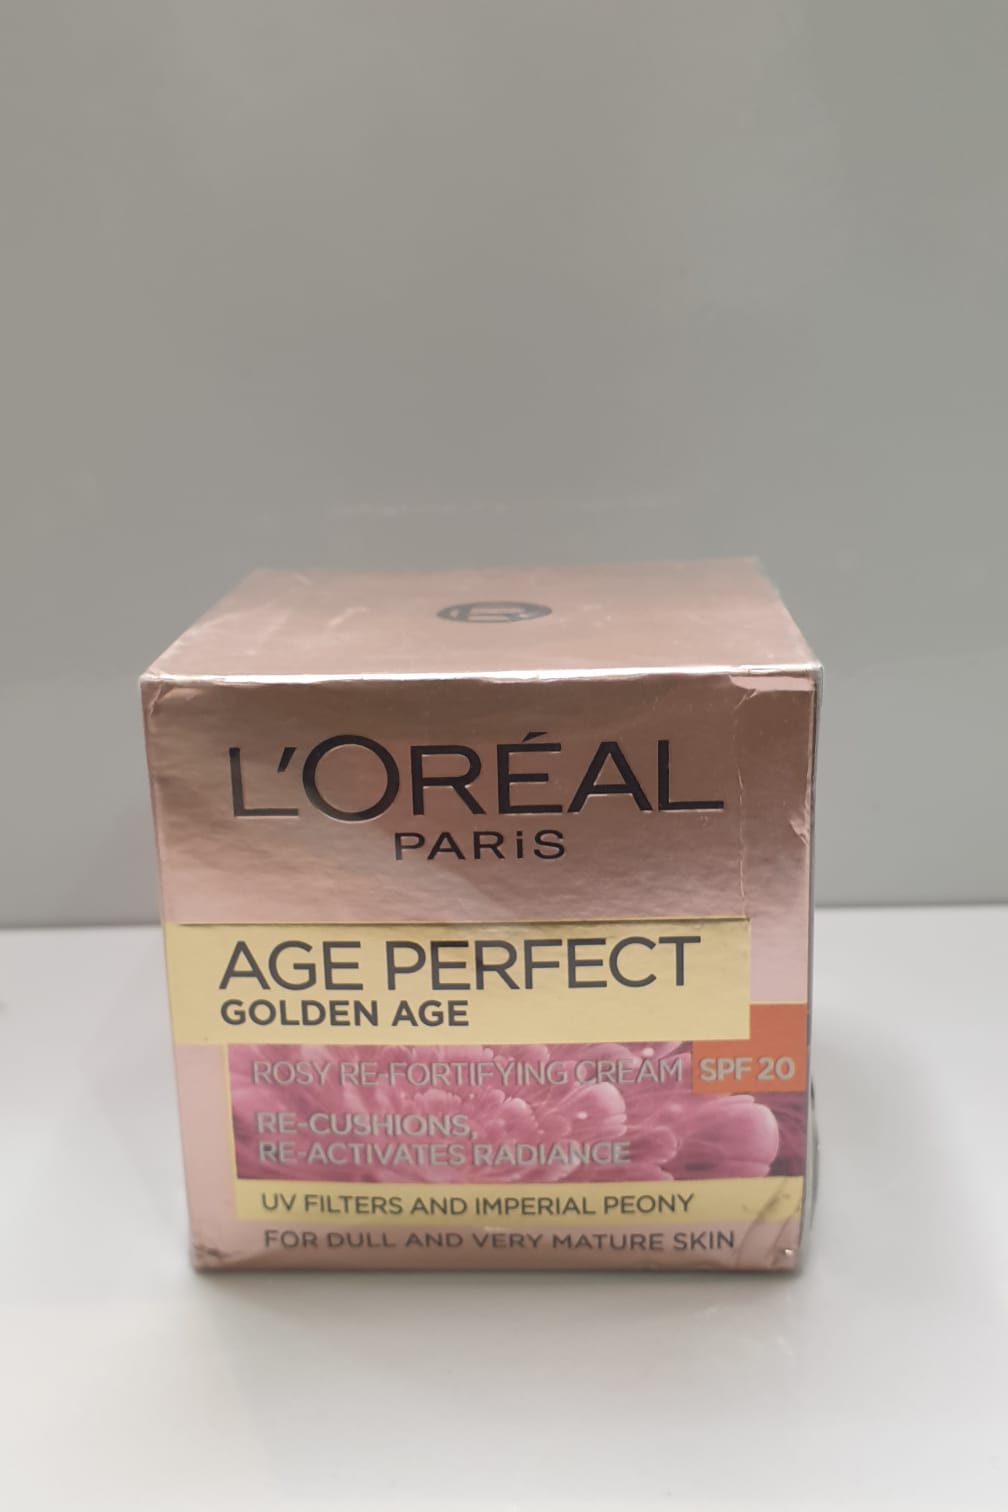 L'ORÉAL
PARiS
AGE PERFECT
GOLDEN AGE
ROSY RE-FORTIFYING CREAM SPF 20
RE-CUSHIONS,
RE-ACTIVATES RADIANCE
UV FILTERS AND IMPERIAL PEONY
FOR DULL AND VERY MATURE SKIN